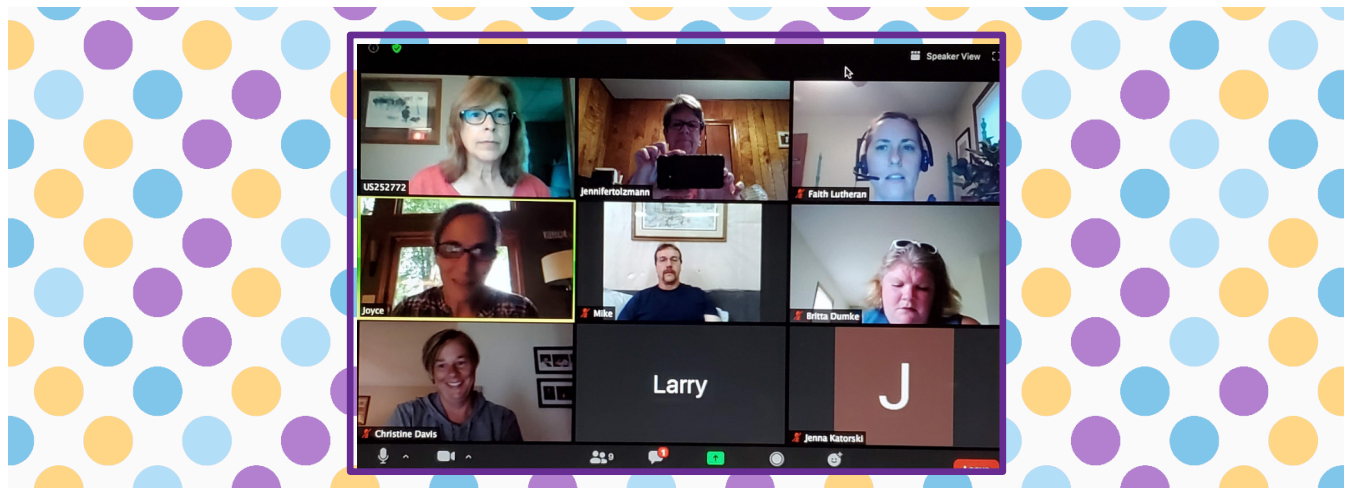 Speaker View
US252772
Jennifertolzmann
Faith Lutheran
Joyce
Mike
Britta Dumke
Christine Davis
Larry
J
Jenna Katorski
9
1